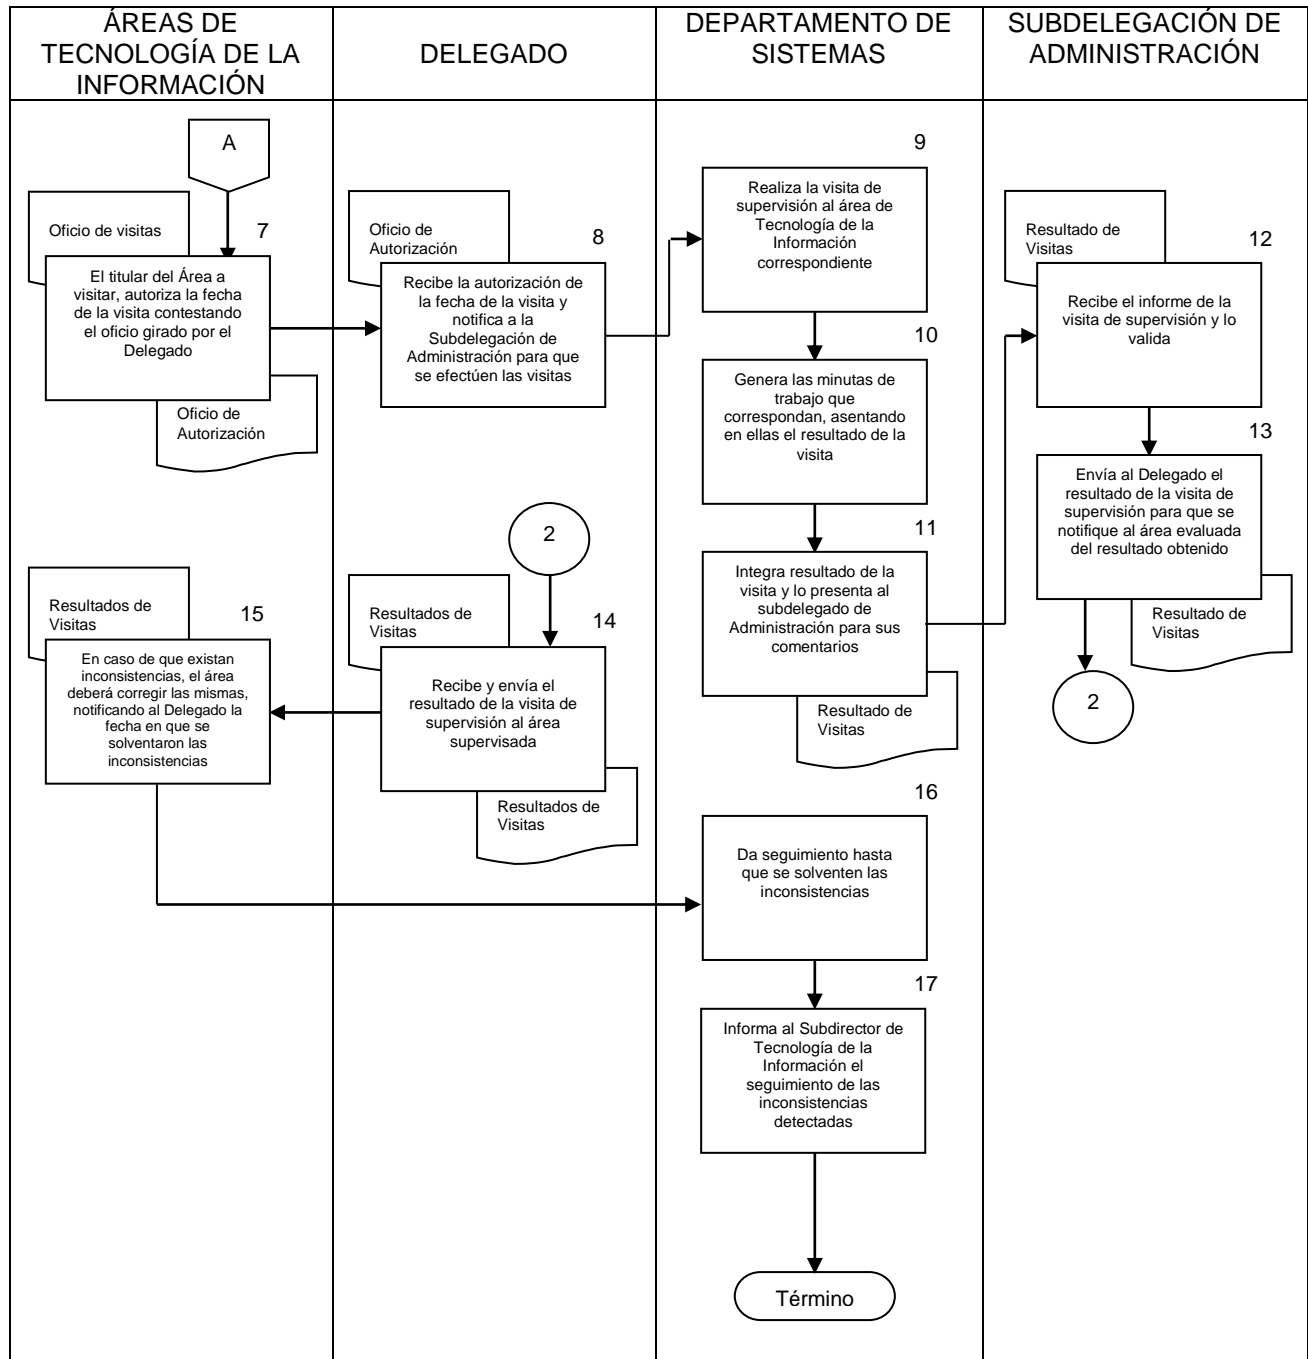 ÁREAS DE
TECNOLOGÍA DE LA
INFORMACIÓN
DELEGADO
DEPARTAMENTO DE
SISTEMAS
SUBDELEGACIÓN DE
ADMINISTRACIÓN
A
Oficio de visitas
7
El titular del Área a
visitar, autoriza la fecha
de la visita contestando
el oficio girado por el
Delegado
Oficio de
Autorización
Oficio de
Autorización
8
Recibe la autorización de
la fecha de la visita y
notifica a la
Subdelegación de
Administración para que
se efectúen las visitas
9
Realiza la visita de
supervisión al área de
Tecnología de la
Información
correspondiente
10
Genera las minutas de
trabajo que
correspondan, asentando
en ellas el resultado de la
visita
11
Integra resultado de la
visita y lo presenta al
subdelegado de
Administración para sus
comentarios
Resultado de
Visitas
Resultado de
Visitas
12
Recibe el informe de la
visita de supervisión y lo
valida
13
Envía al Delegado el
resultado de la visita de
supervisión para que se
notifique al área evaluada
del resultado obtenido
Resultado de
Visitas
2
2
Resultados de
Visitas
14
Recibe y envía el
resultado de la visita de
supervisión al área
supervisada
Resultados de
Visitas
Resultados de
Visitas
15
En caso de que existan
inconsistencias, el área
deberá corregir las mismas,
notificando al Delegado la
fecha en que se
solventaron las
inconsistencias
16
Da seguimiento hasta
que se solventen las
inconsistencias
17
Informa al Subdirector de
Tecnología de la
Información el
seguimiento de las
inconsistencias
detectadas
Término